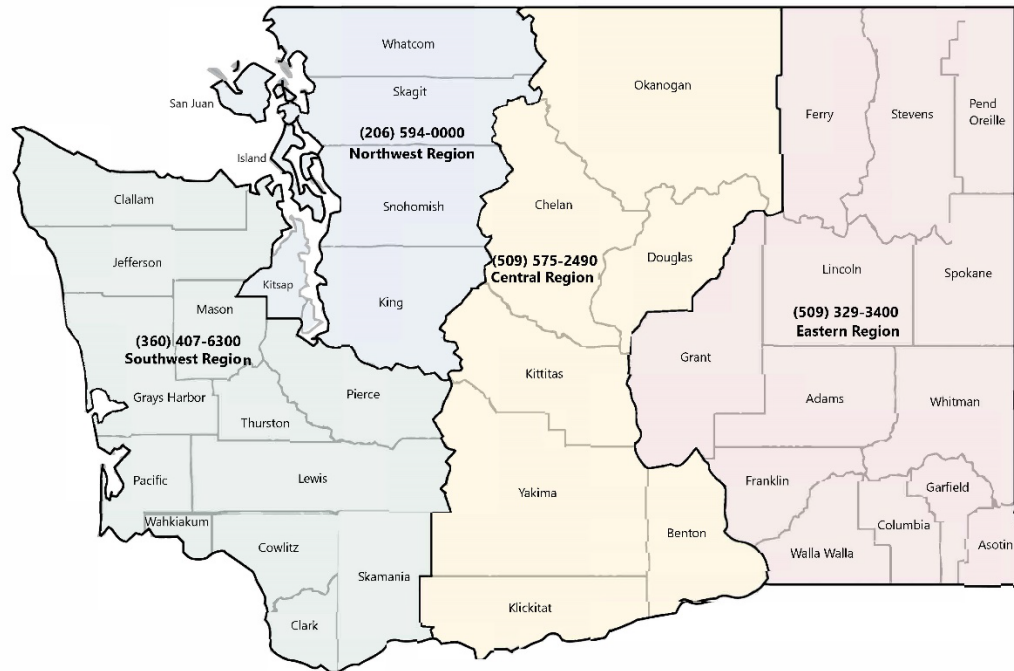 Whatcom
Okanogan
Skagit
San Juan
Ferry
Stevens
Pend
Oreille
(206) 594-0000
Northwest Region
Island
Clallam
Snohomish
Chelan
Jefferson
Douglas
(509) 575-2490
Central Region
Lincoln
Spokane
Kitsap
King
Mason
(509) 329-3400
Eastern Region
(360) 407-6300
Southwest Region
Grant
Kittitas
Pierce
Grays Harbor
Adams
Whitman
Thurston
Pacific
Lewis
Yakima
Franklin
Garfield
Wahkiakum
Columbia
Benton
Cowlitz
Walla Walla
Asotin
Skamania
Klickitat
Clark